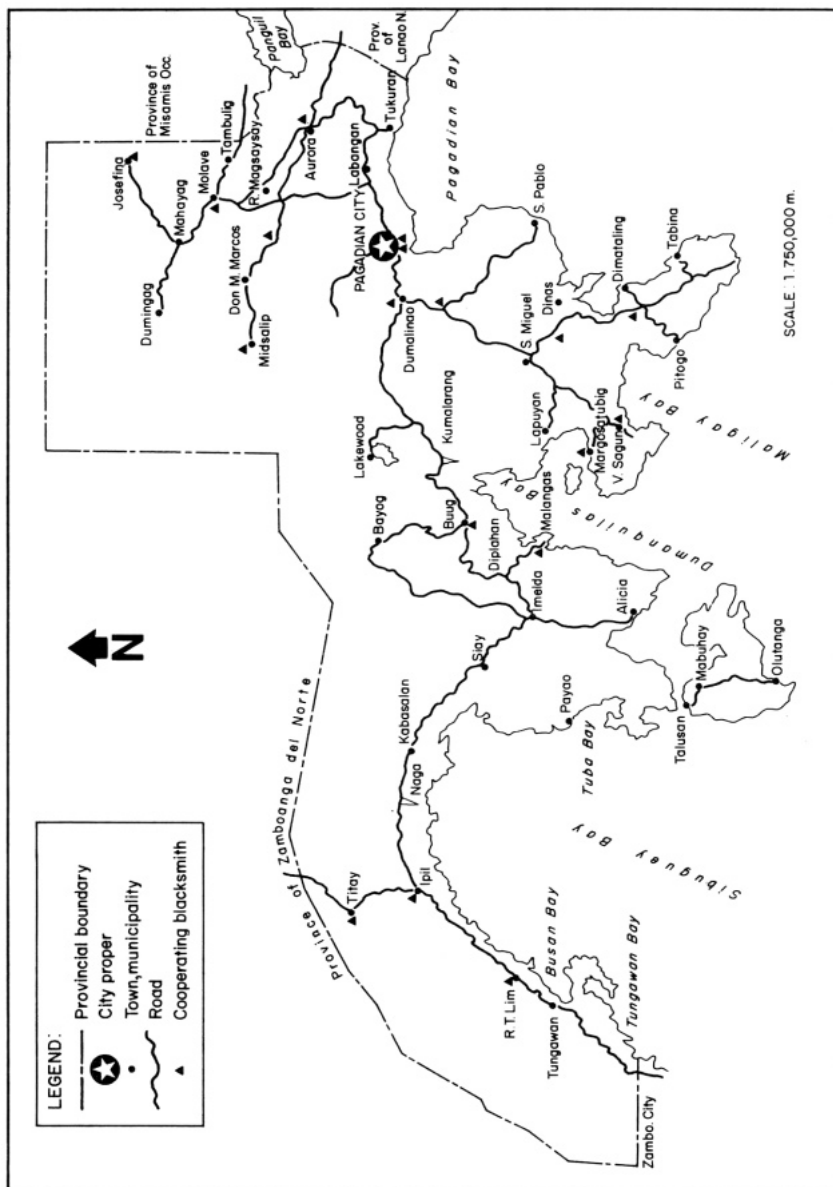 LEGEND:
Provincial boundary
City proper
Town, municipality
Road
Cooperating blacksmith
N
Province of Zamboanga del Norte
Province of
Misamis Occ.
Panguil
Bay
Prov.
of
Lanao N.
Josefina
Mahayag
Dumingag
Molave
Tambulig
R. Magsaysay
Don M. Marcos
Midsalip
Aurora
Labangan
Tukuran
PAGADIAN CITY
Pagadian Bay
Dumalinao
S. Pablo
S. Miguel
Dinas
Dimataling
Tabina
Pitogo
Lapuyan
Margosatubig
V. Sagun
Maligay Bay
Lakewood
Kumalarang
Buug
Bayog
Diplahan
Malangas
Dumanquilas Bay
Imelda
Alicia
Siay
Kabasalan
Payao
Naga
Tuba Bay
Talusan
Mabuhay
Olutanga
Sibuguey Bay
Titay
Ipil
R.T. Lim
Busan Bay
Tungawan
Tungawan Bay
Zambo. City
SCALE : 1.750,000 m.